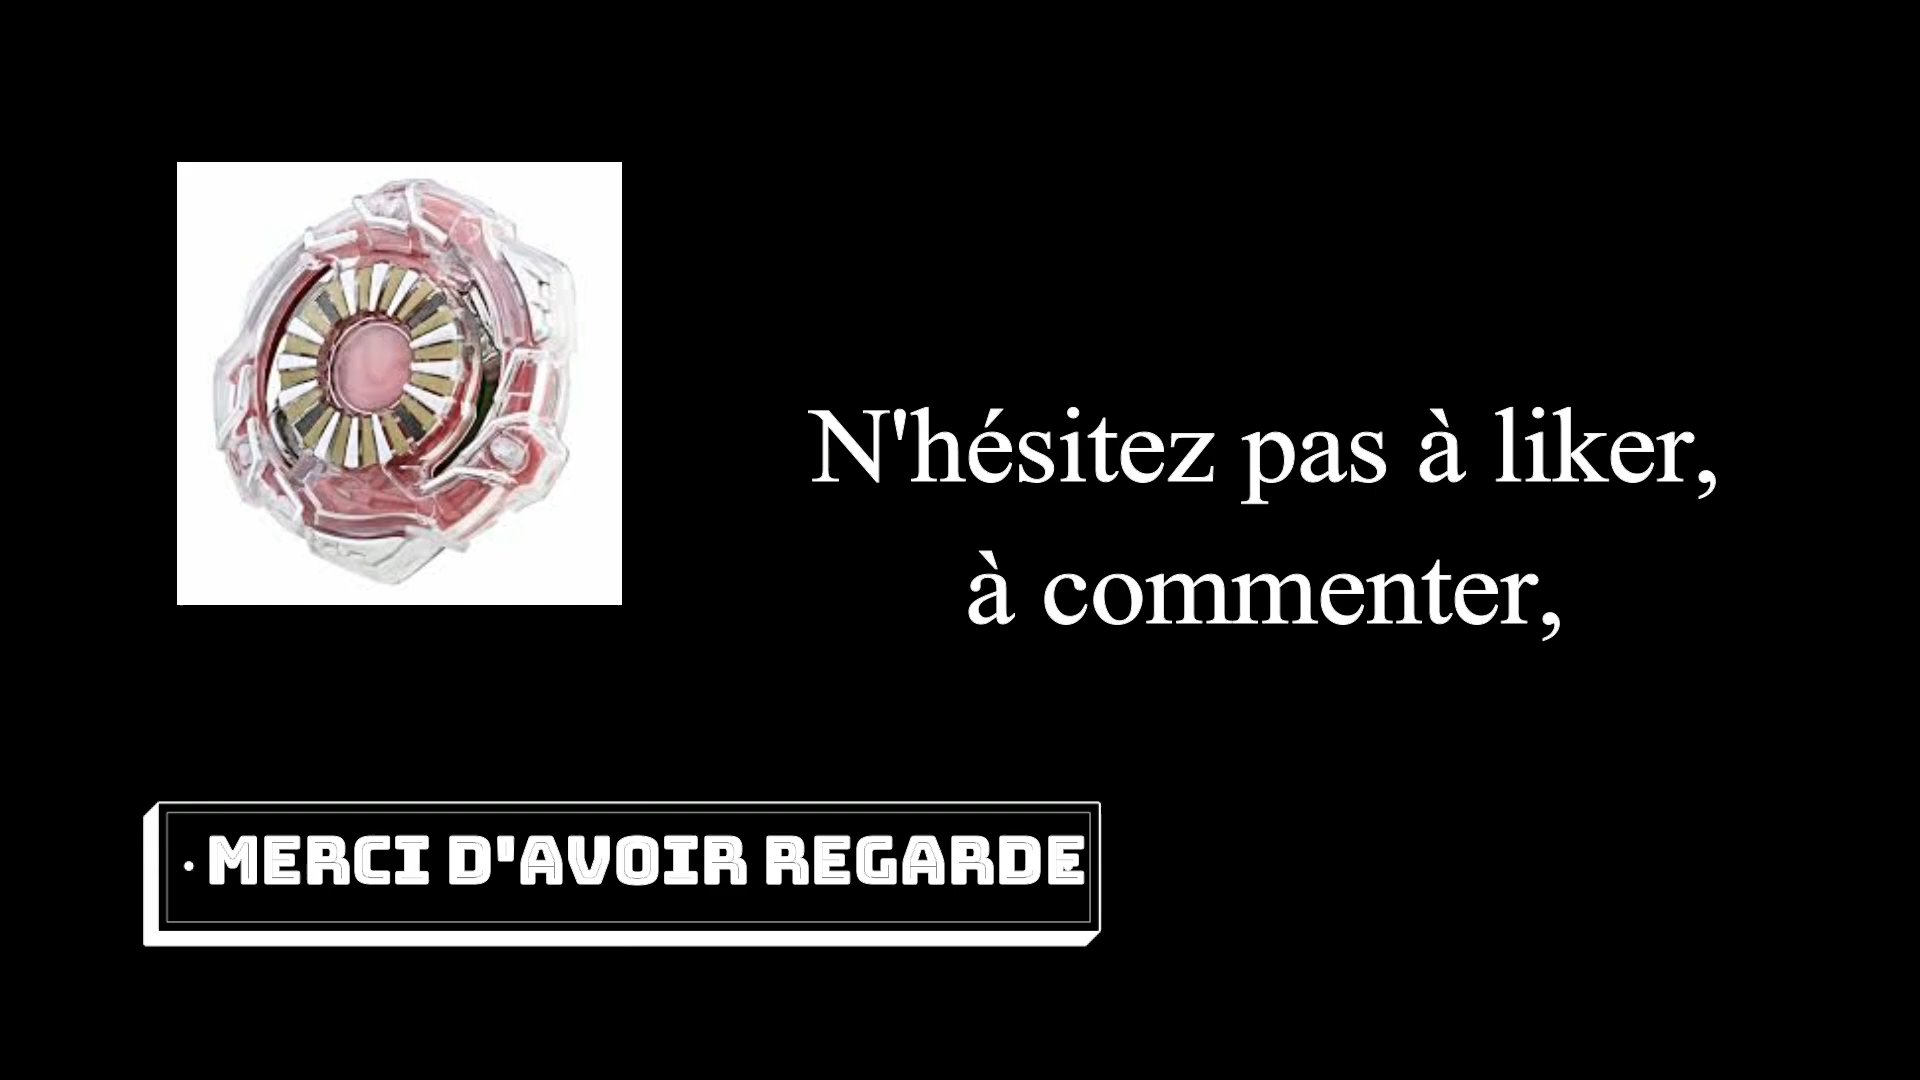 N'hésitez pas à liker,
à commenter,
· MERCI D'AVOIR REGARDE